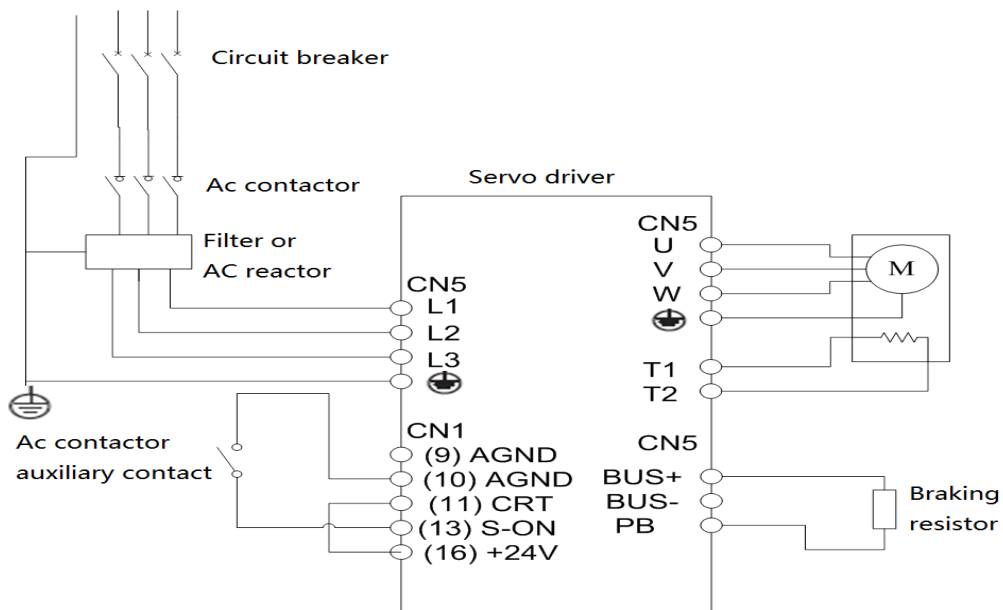 Circuit breaker
Ac contactor
Servo driver
Filter or
AC reactor
CN5
L1
L2
L3
CN5
U
V
W
M
T1
T2
Ac contactor
auxiliary contact
CN1
(9) AGND
(10) AGND
(11) CRT
(13) S-ON
(16) +24V
CN5
BUS+
BUS-
PB
Braking
resistor